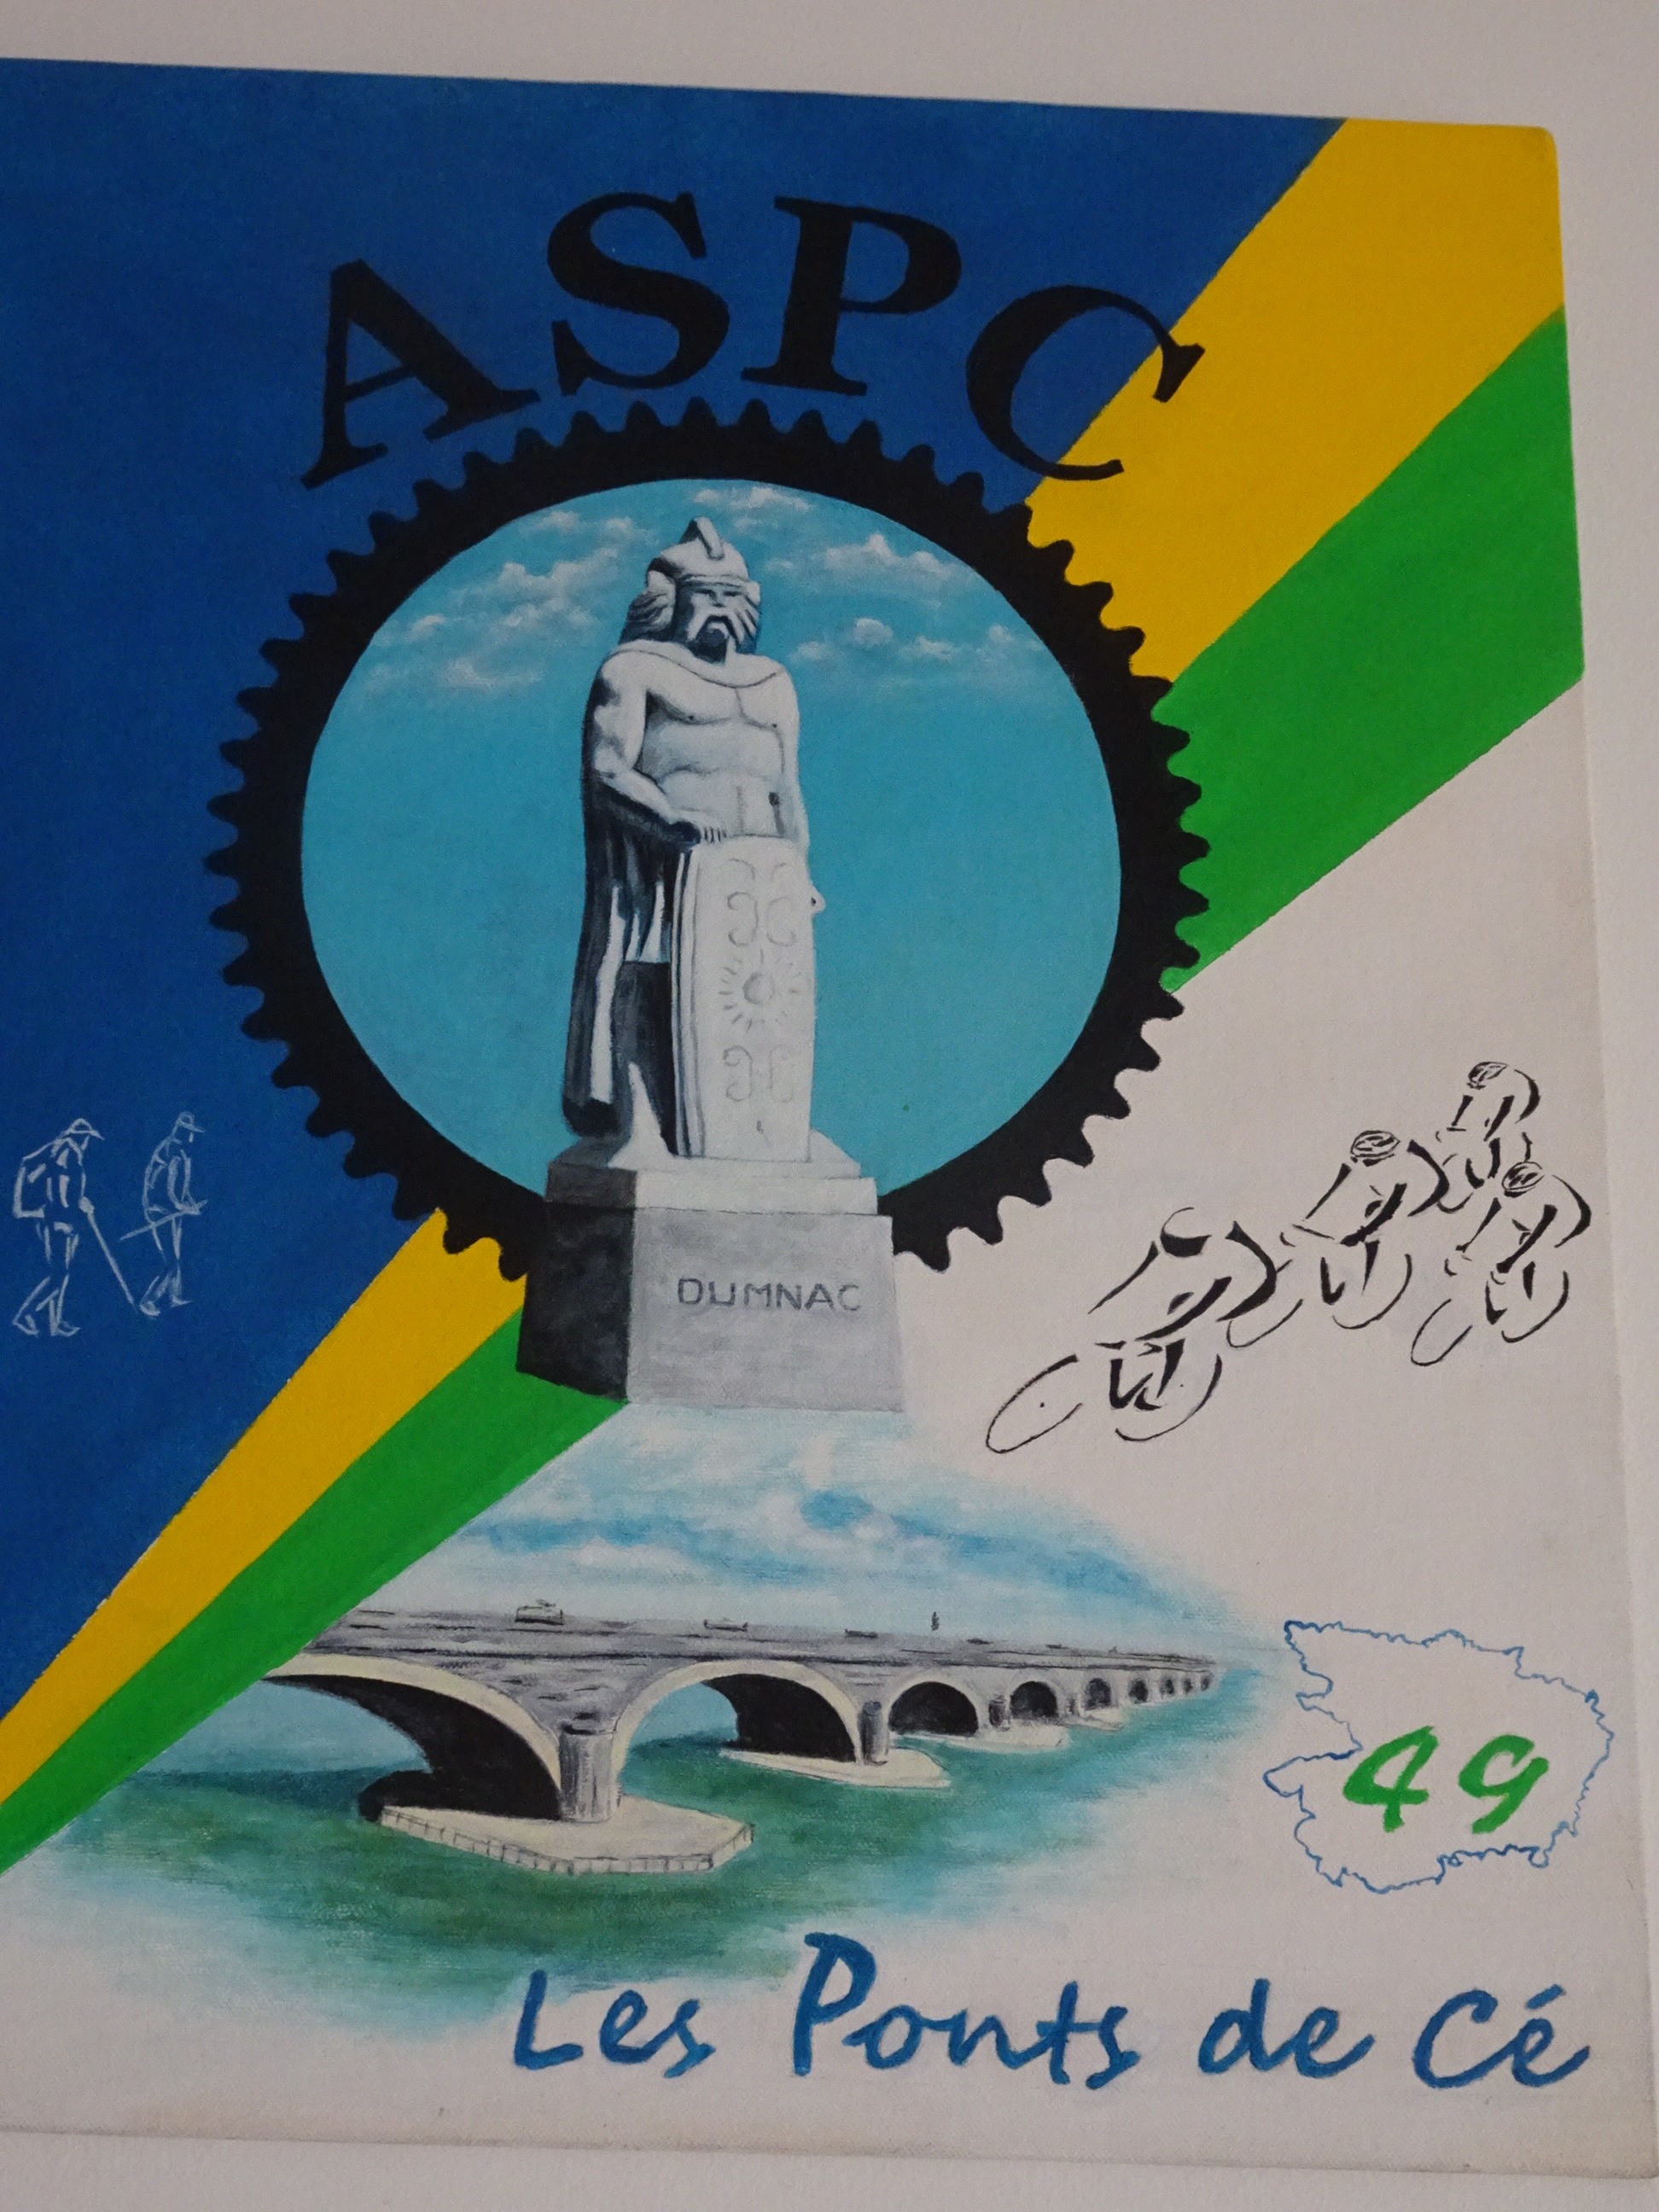 ASPC
DUMNAC
49
Les Ponts de Cé